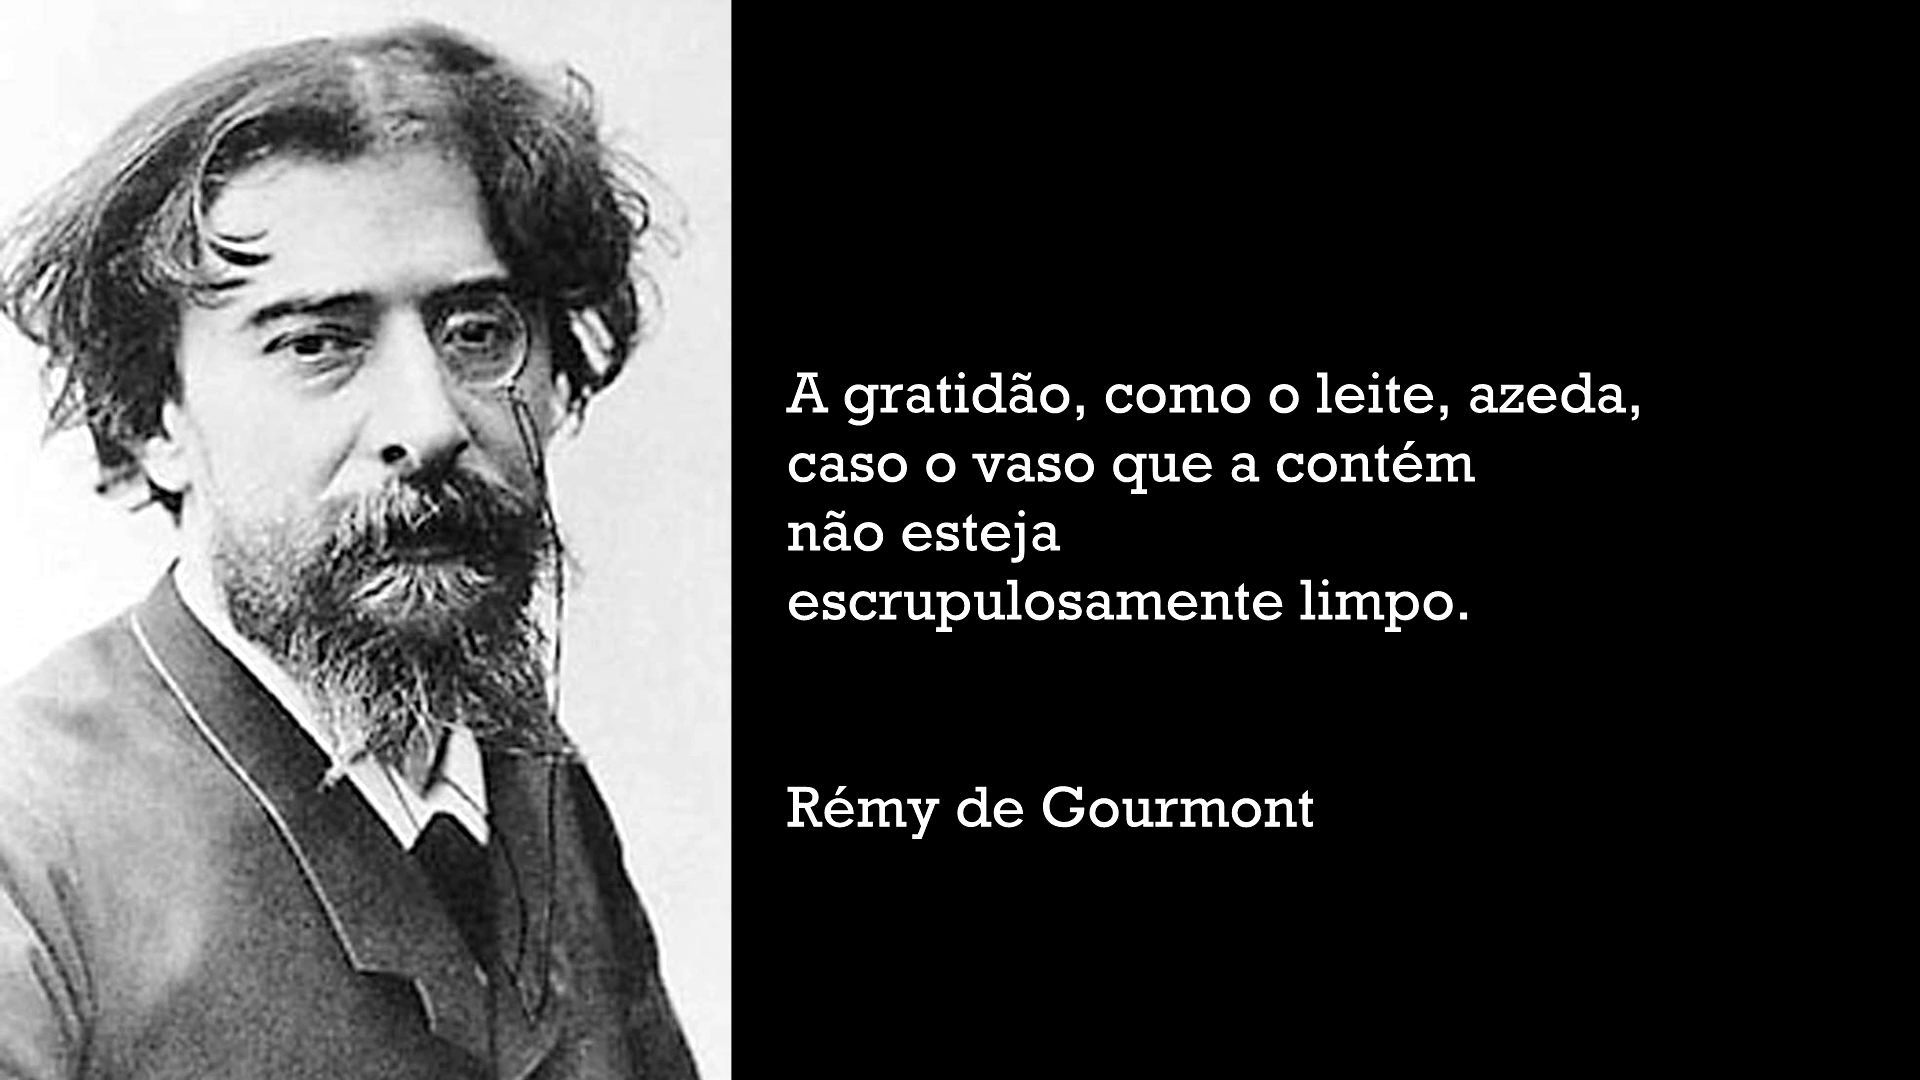 A gratidão, como o leite, azeda,
caso o vaso que a contém
não esteja
escrupulosamente limpo.
Rémy de Gourmont